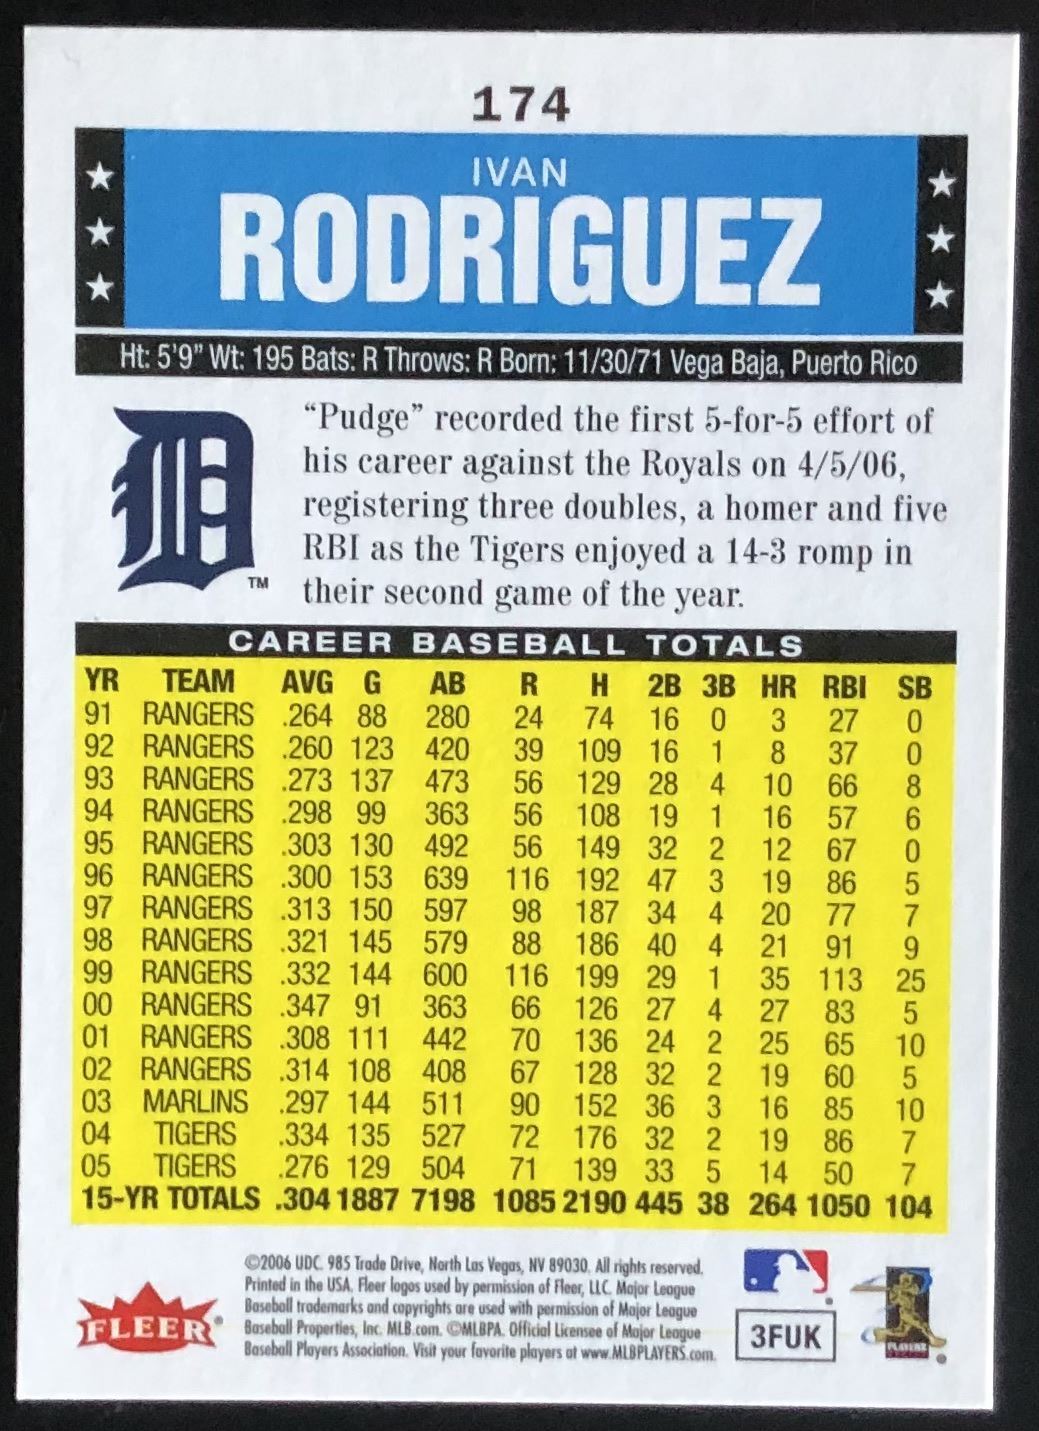 174
IVAN
RODRIGUEZ
Ht: 5'9" Wt: 195 Bats: R Throws: R Born: 11/30/71 Vega Baja, Puerto Rico
D
TM
“Pudge” recorded the first 5-for-5 effort of
his career against the Royals on 4/5/06,
registering three doubles, a homer and five
RBI as the Tigers enjoyed a 14-3 romp in
their second game of the year.
CAREER BASEBALL TOTALS
YR TEAM AVG G AB R H 2B 3B HR RBI SB
91 RANGERS .264 88 280 24 74 16 0 3 27 0
92 RANGERS .260 123 420 39 109 16 1 8 37 0
93 RANGERS .273 137 473 56 129 28 4 10 66 8
94 RANGERS .298 99 363 56 108 19 1 16 57 6
95 RANGERS .303 130 492 56 149 32 2 12 67 0
96 RANGERS .300 153 639 116 192 47 3 19 86 5
97 RANGERS .313 150 597 98 187 34 4 20 77 7
98 RANGERS .321 145 579 88 186 40 4 21 91 9
99 RANGERS .332 144 600 116 199 29 1 35 113 25
00 RANGERS .347 91 363 66 126 27 4 27 83 5
01 RANGERS .308 111 442 70 136 24 2 25 65 10
02 RANGERS .314 108 408 67 128 32 2 19 60 5
03 MARLINS .297 144 511 90 152 36 3 16 85 10
04 TIGERS .334 135 527 72 176 32 2 19 86 7
05 TIGERS .276 129 504 71 139 33 5 14 50 7
15-YR TOTALS .304 1887 7198 1085 2190 445 38 264 1050 104
FLEER®
©2006 UDC. 985 Trade Drive, North Las Vegas, NV 89030. All rights reserved.
Printed in the USA. Fleer logos used by permission of Fleer, LLC. Major League
Baseball trademarks and copyrights are used with permission of Major League
Baseball Properties, Inc. MLB.com. ©MLBPA. Official Licensee of Major League
Baseball Players Association. Visit your favorite players at www.MLBPLAYERS.com.
3FUK
PLAYERS